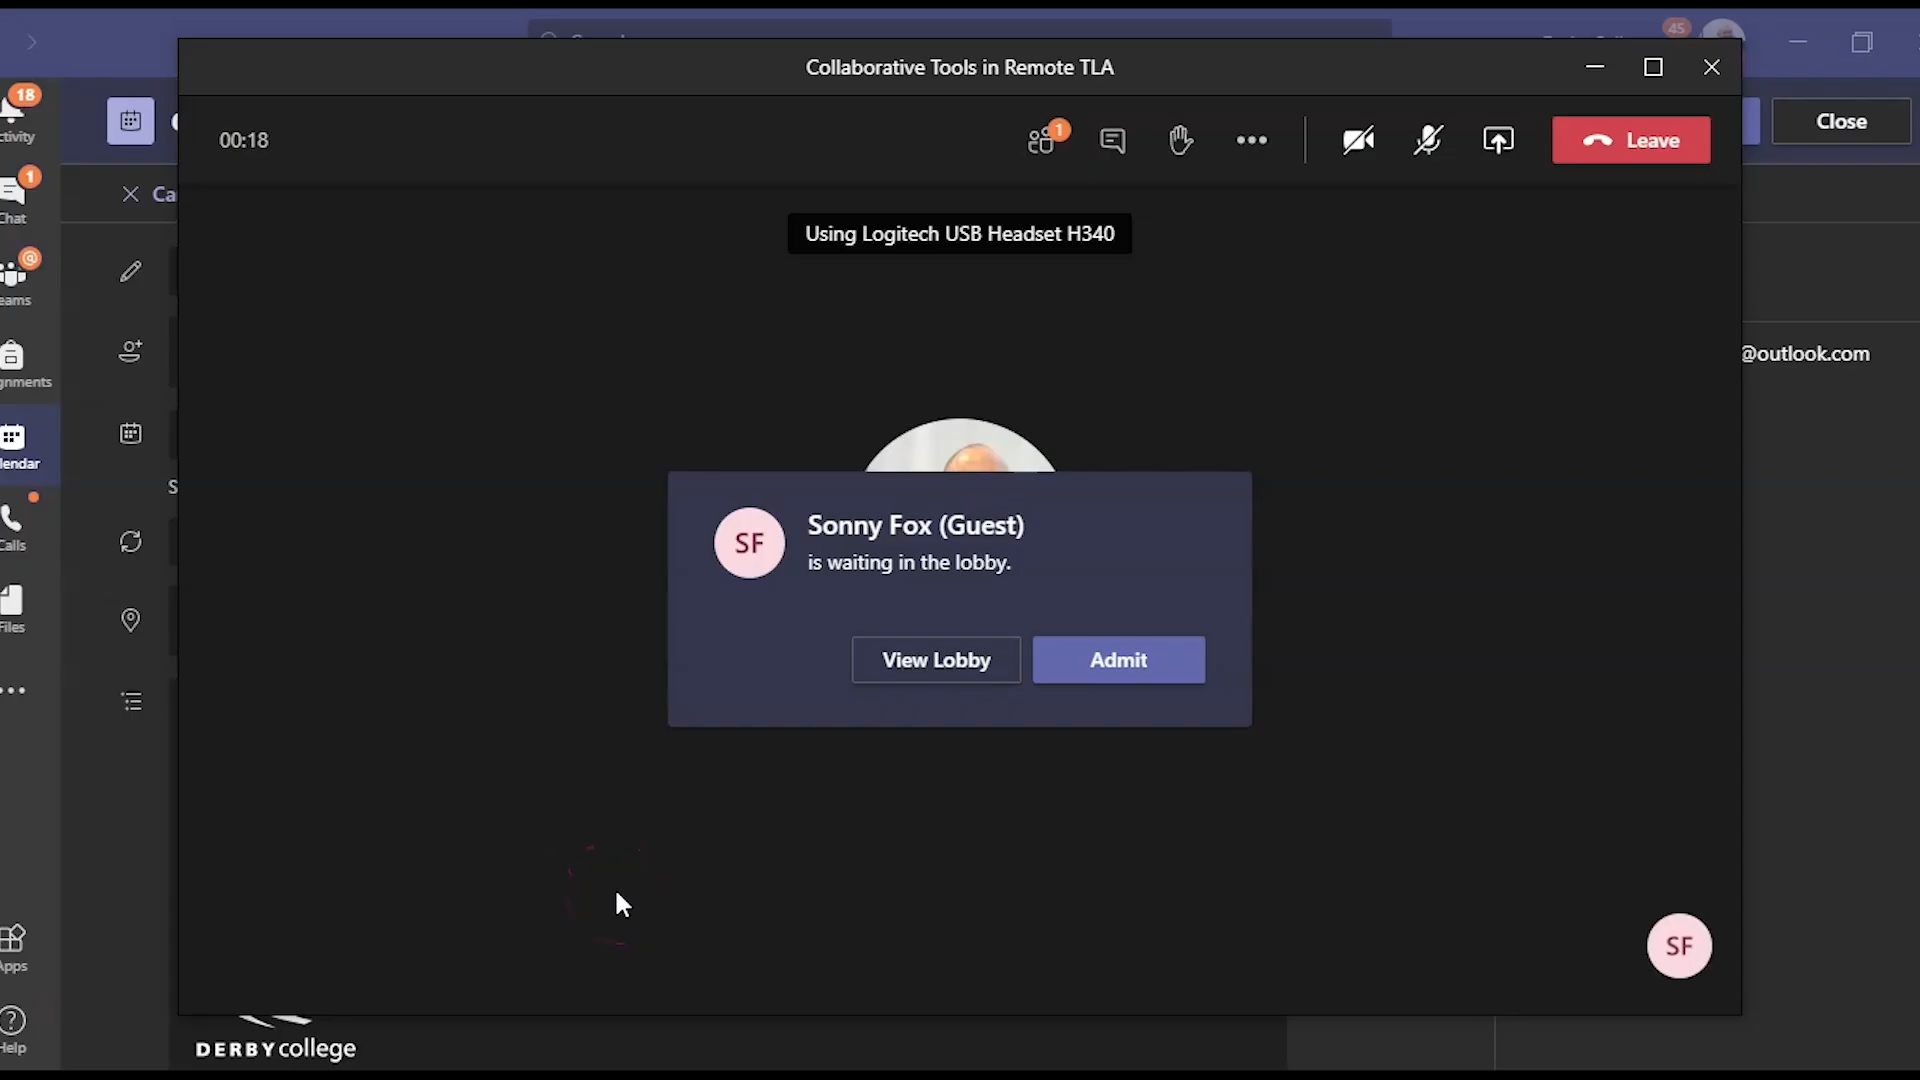 45
Collaborative Tools in Remote TLA
18
ctivity
00:18
1
Leave
Close
1
Chat
Ca
Using Logitech USB Headset H340
@
eams
@outlook.com
gnments
lendar
S
SF
Sonny Fox (Guest)
is waiting in the lobby.
Calls
Files
View Lobby
Admit
SF
Apps
Help
DERBYcollege